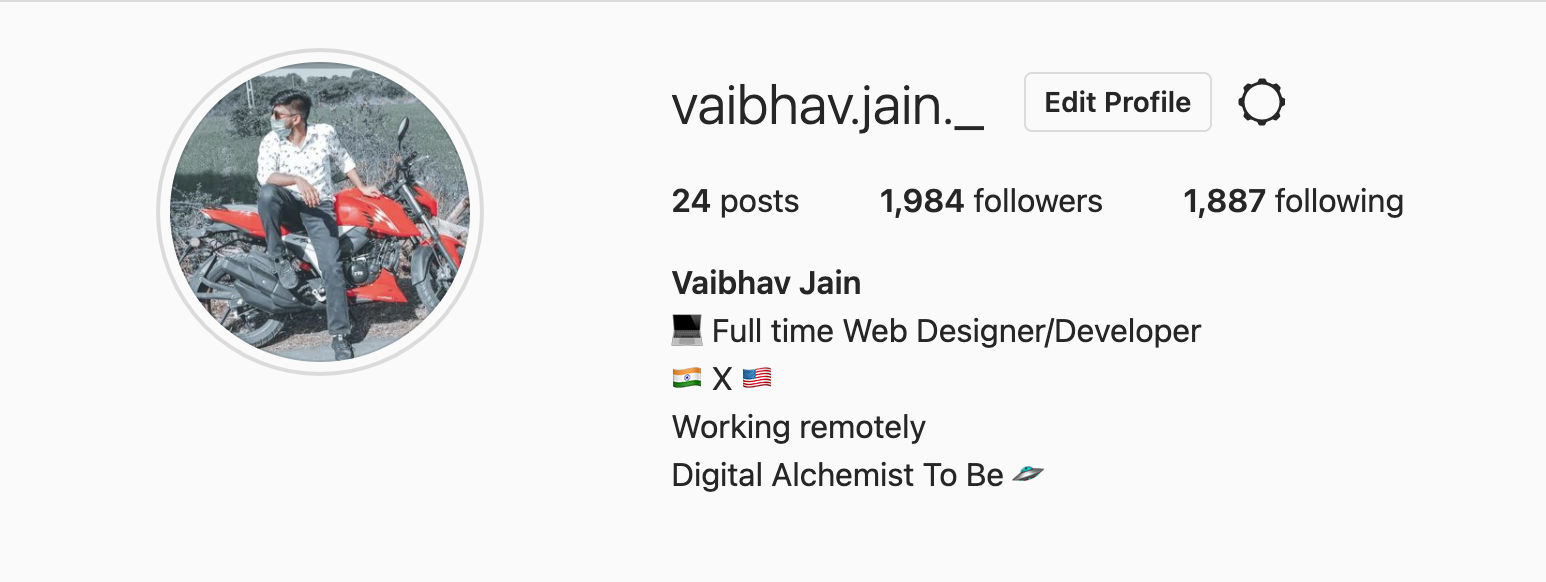 vaibhav.jain._ Edit Profile
24 posts 1,984 followers 1,887 following
Vaibhav Jain
💻 Full time Web Designer/Developer
🇮🇳 X 🇺🇸
Working remotely
Digital Alchemist To Be 🛸